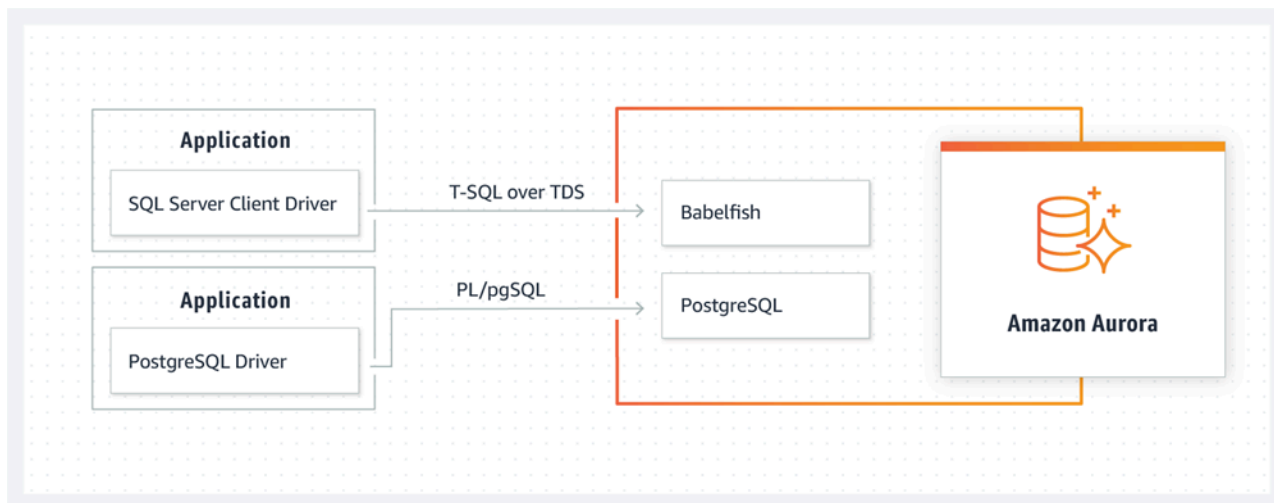 Application
SQL Server Client Driver
T-SQL over TDS
Babelfish
Application
PostgreSQL Driver
PL/pgSQL
PostgreSQL
Amazon Aurora